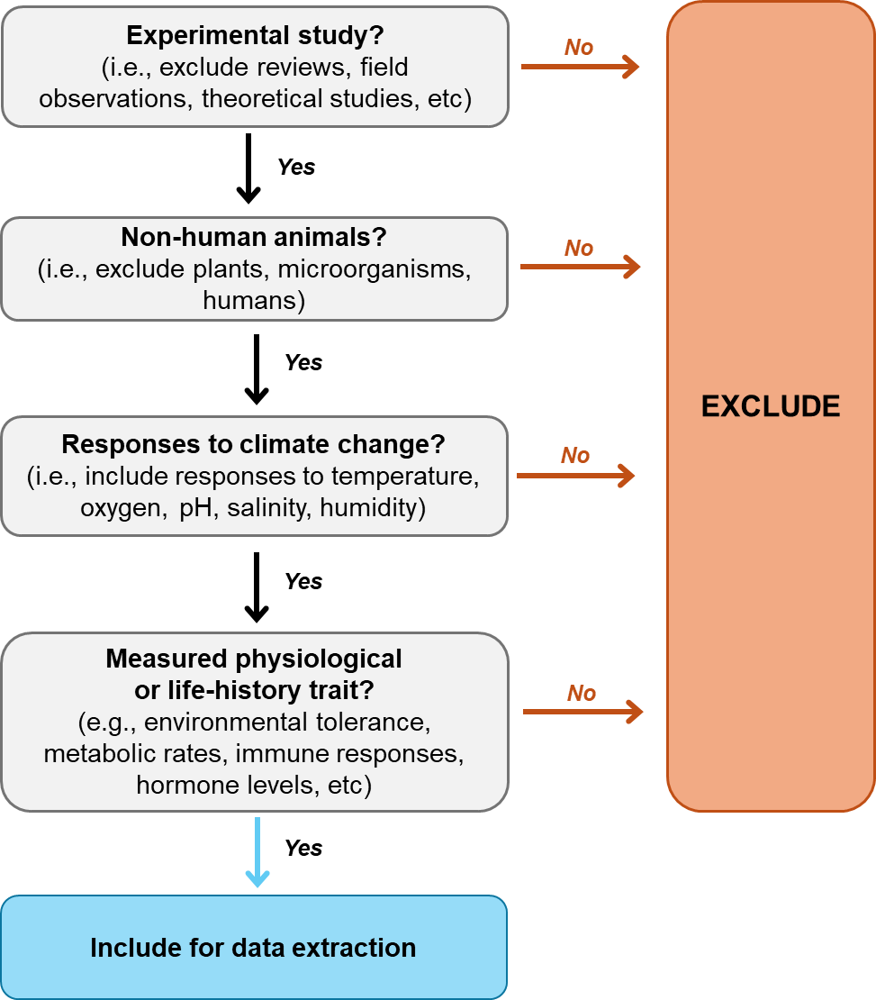 Experimental study?
(i.e., exclude reviews, field
observations, theoretical studies, etc)
No
Yes
Non-human animals?
(i.e., exclude plants, microorganisms,
humans)
No
Yes
EXCLUDE
Responses to climate change?
(i.e., include responses to temperature,
oxygen, pH, salinity, humidity)
No
Yes
Measured physiological
or life-history trait?
(e.g., environmental tolerance,
metabolic rates, immune responses,
hormone levels, etc)
No
Yes
Include for data extraction